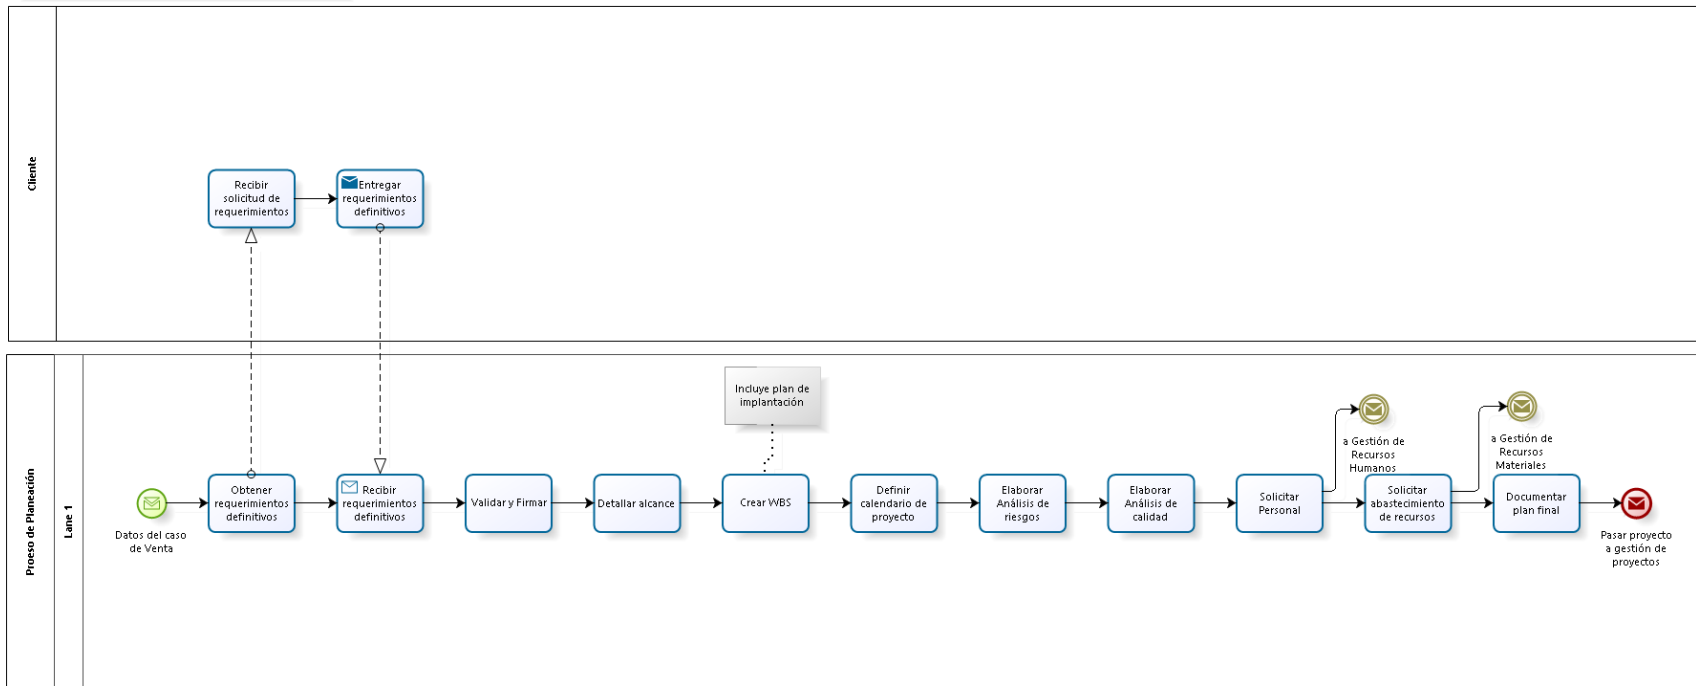 Cliente
Recibir
solicitud de
requerimientos
Entregar
requerimientos
definitivos
Proeso de Planeación
Lane 1
Datos del caso
de Venta
Obtener
requerimientos
definitivos
Recibir
requerimientos
definitivos
Validar y Firmar
Detallar alcance
Incluye plan de
implantación
Crear WBS
Definir
calendario de
proyecto
Elaborar
Análisis de
riesgos
Elaborar
Análisis de
calidad
Solicitar
Personal
a Gestión de
Recursos
Humanos
Solicitar
abastecimiento
de recursos
a Gestión de
Recursos
Materiales
Documentar
plan final
Pasar proyecto
a gestión de
proyectos